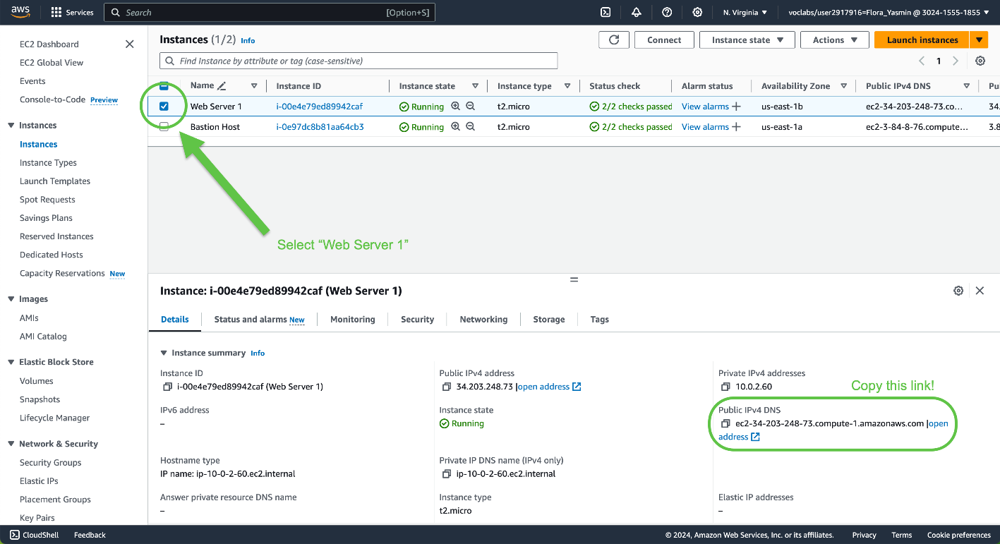 aws
Services
Search [Option+S]
N. Virginia
voclabs/user2917916=Flora_Yasmin @ 3024-1555-1855
EC2 Dashboard
EC2 Global View
Events
Console-to-Code Preview
Instances
Instances
Instance Types
Launch Templates
Spot Requests
Savings Plans
Reserved Instances
Dedicated Hosts
Capacity Reservations New
Images
AMIs
AMI Catalog
Elastic Block Store
Volumes
Snapshots
Lifecycle Manager
Network & Security
Security Groups
Elastic IPs
Placement Groups
Key Pairs
Instances (1/2) Info
Connect
Instance state
Actions
Launch instances
Find Instance by attribute or tag (case-sensitive)
1
Name Instance ID Instance state Instance type Status check Alarm status Availability Zone Public IPv4 DNS Pu
Web Server 1 i-00e4e79ed89942caf Running t2.micro 2/2 checks passed View alarms + us-east-1b ec2-34-203-248-73.co... 34.
Bastion Host i-0e97dc8b81aa64cb3 Running t2.micro 2/2 checks passed View alarms + us-east-1a ec2-3-84-8-76.compute... 3.8
Select “Web Server 1”
Instance: i-00e4e79ed89942caf (Web Server 1)
Details Status and alarms New Monitoring Security Networking Storage Tags
Instance summary Info
Instance ID
i-00e4e79ed89942caf (Web Server 1)
Public IPv4 address
34.203.248.73 |open address
Private IPv4 addresses
10.0.2.60
Copy this link!
IPv6 address
–
Instance state
Running
Public IPv4 DNS
ec2-34-203-248-73.compute-1.amazonaws.com |open
address
Hostname type
IP name: ip-10-0-2-60.ec2.internal
Private IP DNS name (IPv4 only)
ip-10-0-2-60.ec2.internal
Answer private resource DNS name
–
Instance type
t2.micro
Elastic IP addresses
–
CloudShell
Feedback
© 2024, Amazon Web Services, Inc. or its affiliates.
Privacy
Terms
Cookie preferences